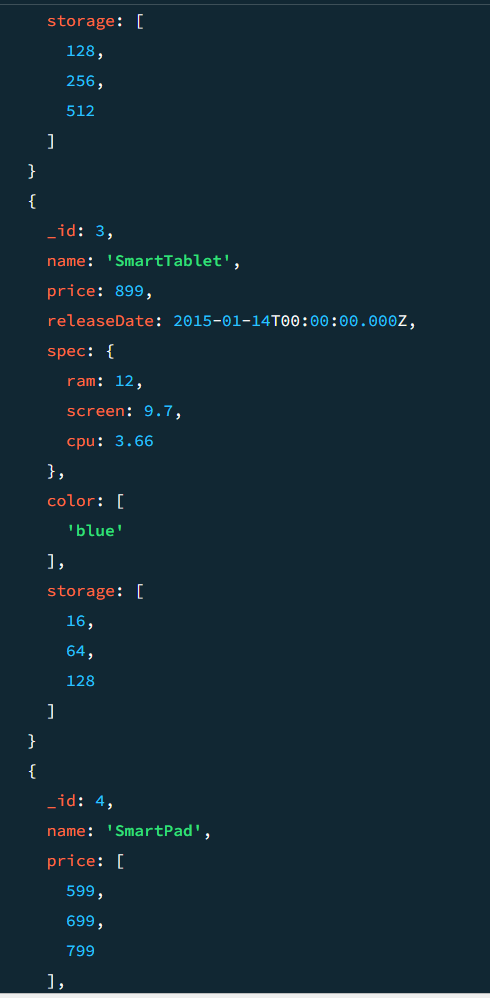 storage: [
128,
256,
512
]
}
{
_id: 3,
name: 'SmartTablet',
price: 899,
releaseDate: 2015-01-14T00:00:00.000Z,
spec: {
ram: 12,
screen: 9.7,
cpu: 3.66
},
color: [
'blue'
],
storage: [
16,
64,
128
]
}
{
_id: 4,
name: 'SmartPad',
price: [
599,
699,
799
],